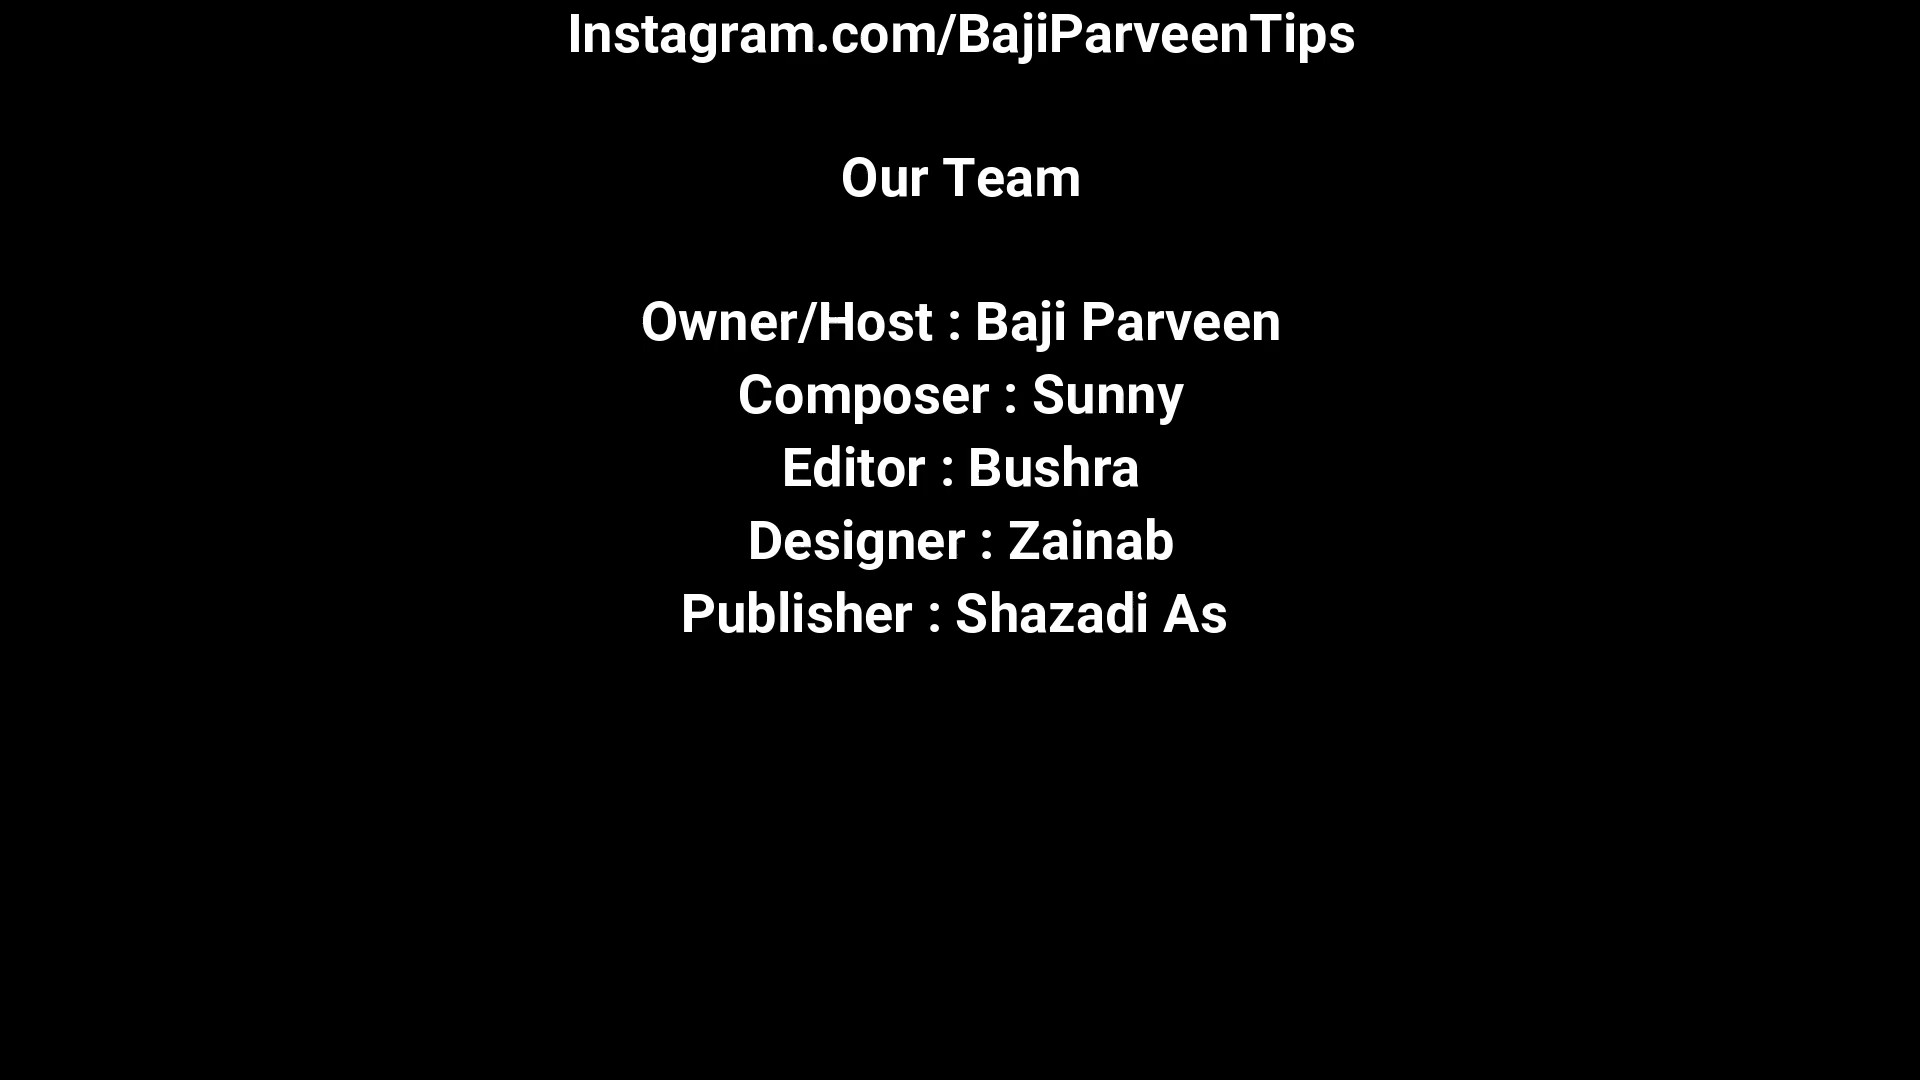 Instagram.com/BajiParveenTips
Our Team
Owner/Host : Baji Parveen
Composer : Sunny
Editor : Bushra
Designer : Zainab
Publisher : Shazadi As